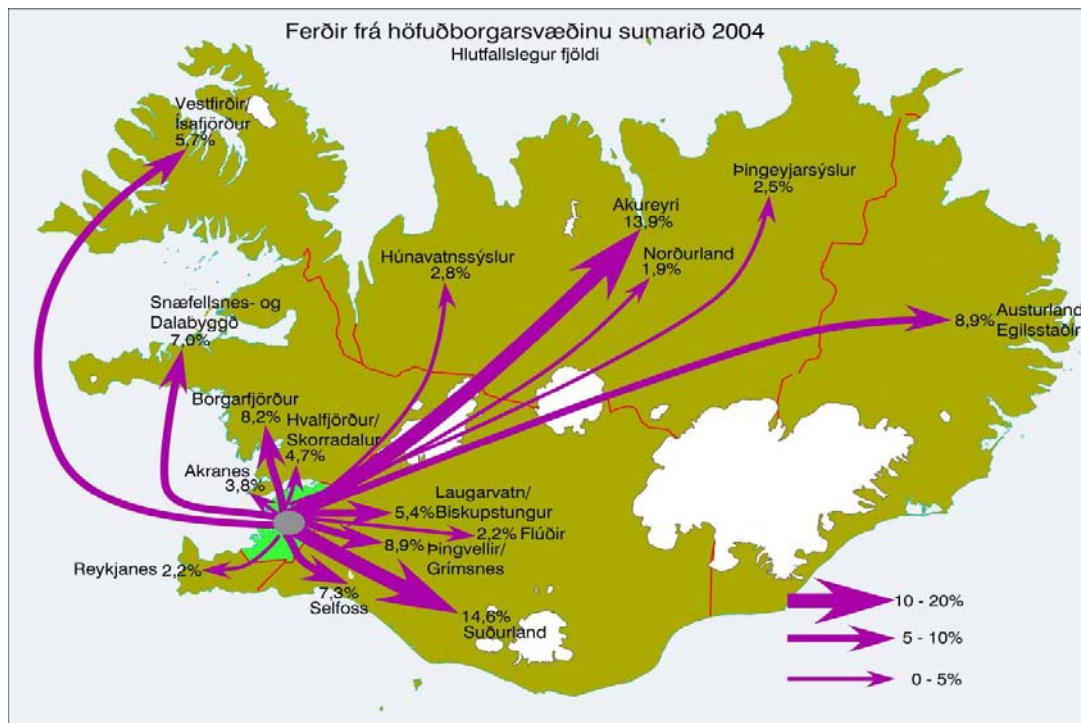 Ferðir frá höfuðborgarsvæðinu sumarið 2004
Hlutfallslegur fjöldi
Vestfirðir/
Ísafjörður
5,7%
Þingeyjarsýslur
2,5%
Akureyri
13,9%
Norðurland
1,9%
Húnavatnssýslur
2,8%
Snæfellsnes- og
Dalabyggð
7,0%
8,9% Austurland
Egilsstaðir
Borgarfjörður
8,2%
Hvalfjörður/
Skorradalur
4,7%
Akranes
3,8%
Laugarvatn/
5,4% Biskupstungur
2,2% Flúðir
8,9% Þingvellir/
Grímsnes
Reykjanes 2,2%
7,3%
Selfoss
14,6%
Suðurland
10 - 20%
5 - 10%
0 - 5%